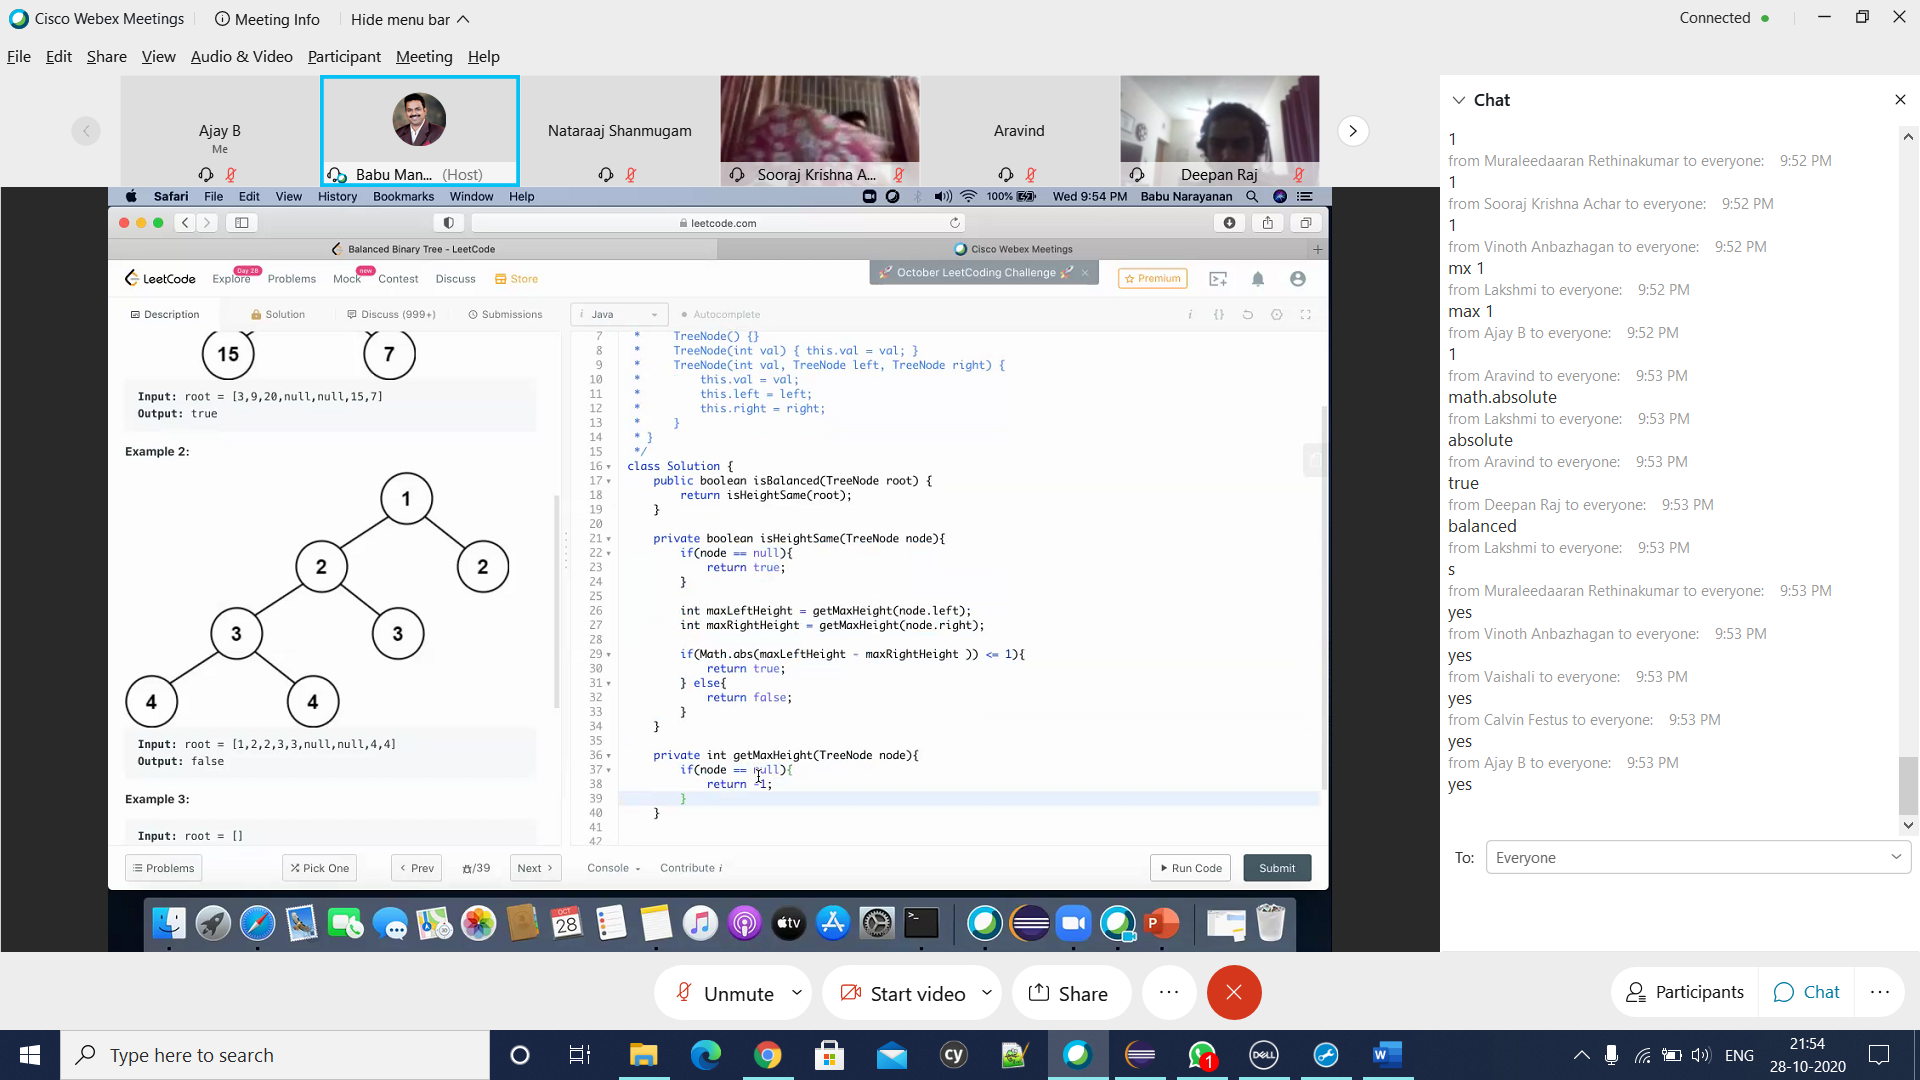 Cisco Webex Meetings
Meeting Info
Hide menu bar
Connected
File Edit Share View Audio & Video Participant Meeting Help
Ajay B
Me
Babu Man... (Host)
Nataraaj Shanmugam
Sooraj Krishna A...
Aravind
Deepan Raj
Safari File Edit View History Bookmarks Window Help
100% Wed 9:54 PM Babu Narayanan
leetcode.com
Balanced Binary Tree - LeetCode
Cisco Webex Meetings
LeetCode Explore Day 28 Problems Mock new Contest Discuss Store
October LeetCoding Challenge
Premium
Description Solution Discuss (999+) Submissions
Java
Autocomplete
15
7
Input: root = [3,9,20,null,null,15,7]
Output: true
Example 2:
1
2
2
3
3
4
4
Input: root = [1,2,2,3,3,null,null,4,4]
Output: false
Example 3:
Input: root = []
7 * TreeNode() {}
8 * TreeNode(int val) { this.val = val; }
9 * TreeNode(int val, TreeNode left, TreeNode right) {
10 * this.val = val;
11 * this.left = left;
12 * this.right = right;
13 * }
14 * }
15 */
16 class Solution {
17 public boolean isBalanced(TreeNode root) {
18 return isHeightSame(root);
19 }
20
21 private boolean isHeightSame(TreeNode node){
22 if(node == null){
23 return true;
24 }
25
26 int maxLeftHeight = getMaxHeight(node.left);
27 int maxRightHeight = getMaxHeight(node.right);
28
29 if(Math.abs(maxLeftHeight - maxRightHeight )) <= 1){
30 return true;
31 } else{
32 return false;
33 }
34 }
35
36 private int getMaxHeight(TreeNode node){
37 if(node == null){
38 return -1;
39 }
40 }
41
42
Problems
Pick One
Prev
/39
Next
Console
Contribute i
Run Code
Submit
Chat
1
from Muraleedaaran Rethinakumar to everyone: 9:52 PM
1
from Sooraj Krishna Achar to everyone: 9:52 PM
1
from Vinoth Anbazhagan to everyone: 9:52 PM
mx 1
from Lakshmi to everyone: 9:52 PM
max 1
from Ajay B to everyone: 9:52 PM
1
from Aravind to everyone: 9:53 PM
math.absolute
from Lakshmi to everyone: 9:53 PM
absolute
from Aravind to everyone: 9:53 PM
true
from Deepan Raj to everyone: 9:53 PM
balanced
from Lakshmi to everyone: 9:53 PM
s
from Muraleedaaran Rethinakumar to everyone: 9:53 PM
yes
from Vinoth Anbazhagan to everyone: 9:53 PM
yes
from Vaishali to everyone: 9:53 PM
yes
from Calvin Festus to everyone: 9:53 PM
yes
from Ajay B to everyone: 9:53 PM
yes
To: Everyone
OCT
28
tv
P
Unmute
Start video
Share
Participants
Chat
Type here to search
cy
1
DELL
W
ENG
21:54
28-10-2020